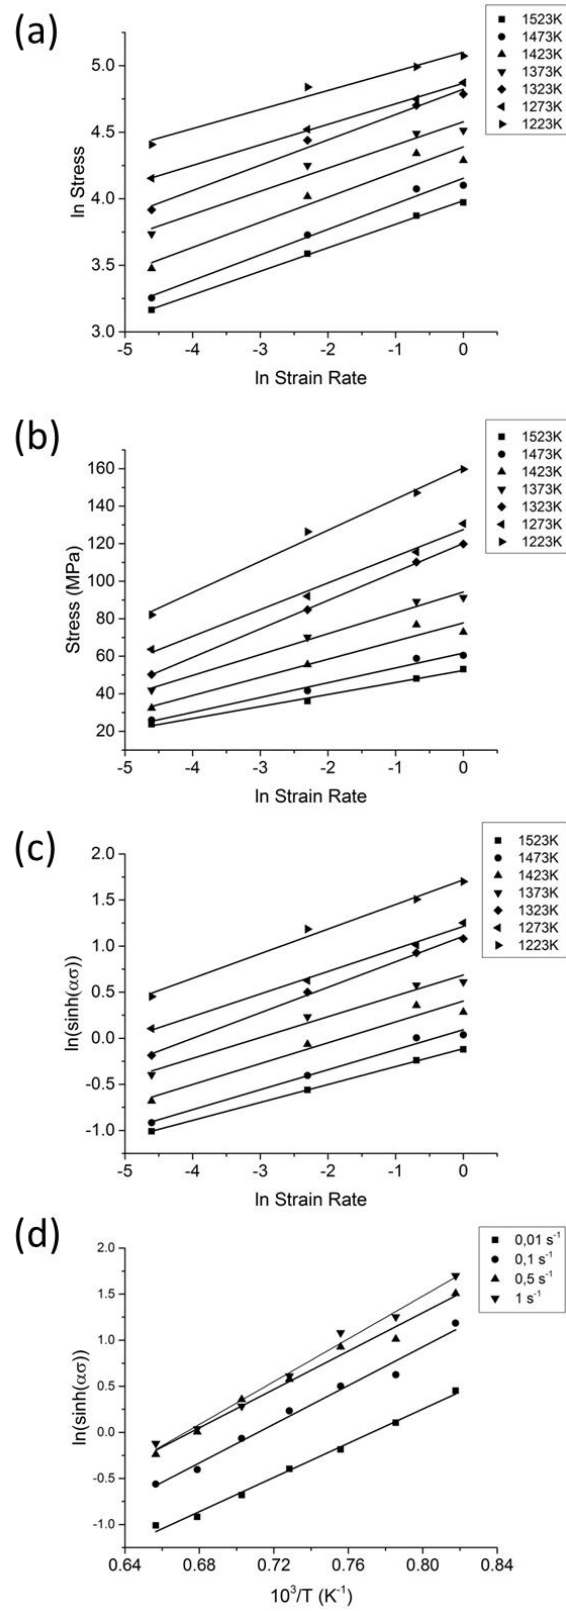 (a)
1523K
1473K
1423K
1373K
1323K
1273K
1223K
5.0
4.5
4.0
3.5
3.0
ln Stress
-5 -4 -3 -2 -1 0
ln Strain Rate
(b)
1523K
1473K
1423K
1373K
1323K
1273K
1223K
160
140
120
100
80
60
40
20
Stress (MPa)
-5 -4 -3 -2 -1 0
ln Strain Rate
(c)
1523K
1473K
1423K
1373K
1323K
1273K
1223K
2.0
1.5
1.0
0.5
0.0
-0.5
-1.0
ln(sinh(ασ))
-5 -4 -3 -2 -1 0
ln Strain Rate
(d)
0,01 s⁻¹
0,1 s⁻¹
0,5 s⁻¹
1 s⁻¹
2.0
1.5
1.0
0.5
0.0
-0.5
-1.0
ln(sinh(ασ))
0.64 0.68 0.72 0.76 0.80 0.84
10³/T (K⁻¹)